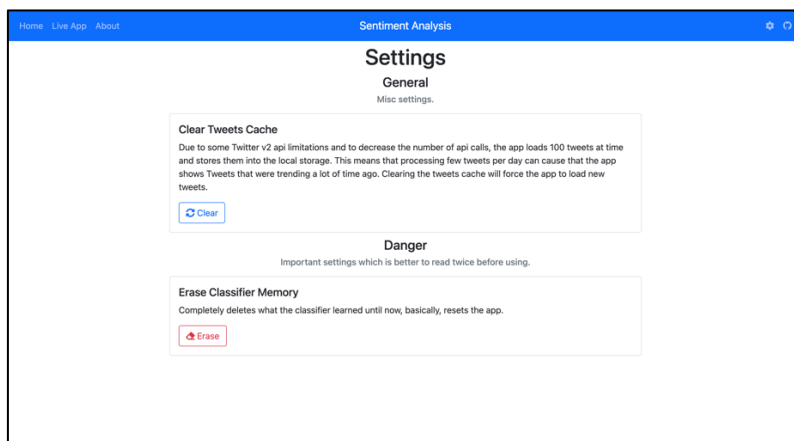 Home Live App About Sentiment Analysis
Settings
General
Misc settings.
Clear Tweets Cache
Due to some Twitter v2 api limitations and to decrease the number of api calls, the app loads 100 tweets at time
and stores them into the local storage. This means that processing few tweets per day can cause that the app
shows Tweets that were trending a lot of time ago. Clearing the tweets cache will force the app to load new
tweets.
Clear
Danger
Important settings which is better to read twice before using.
Erase Classifier Memory
Completely deletes what the classifier learned until now, basically, resets the app.
Erase